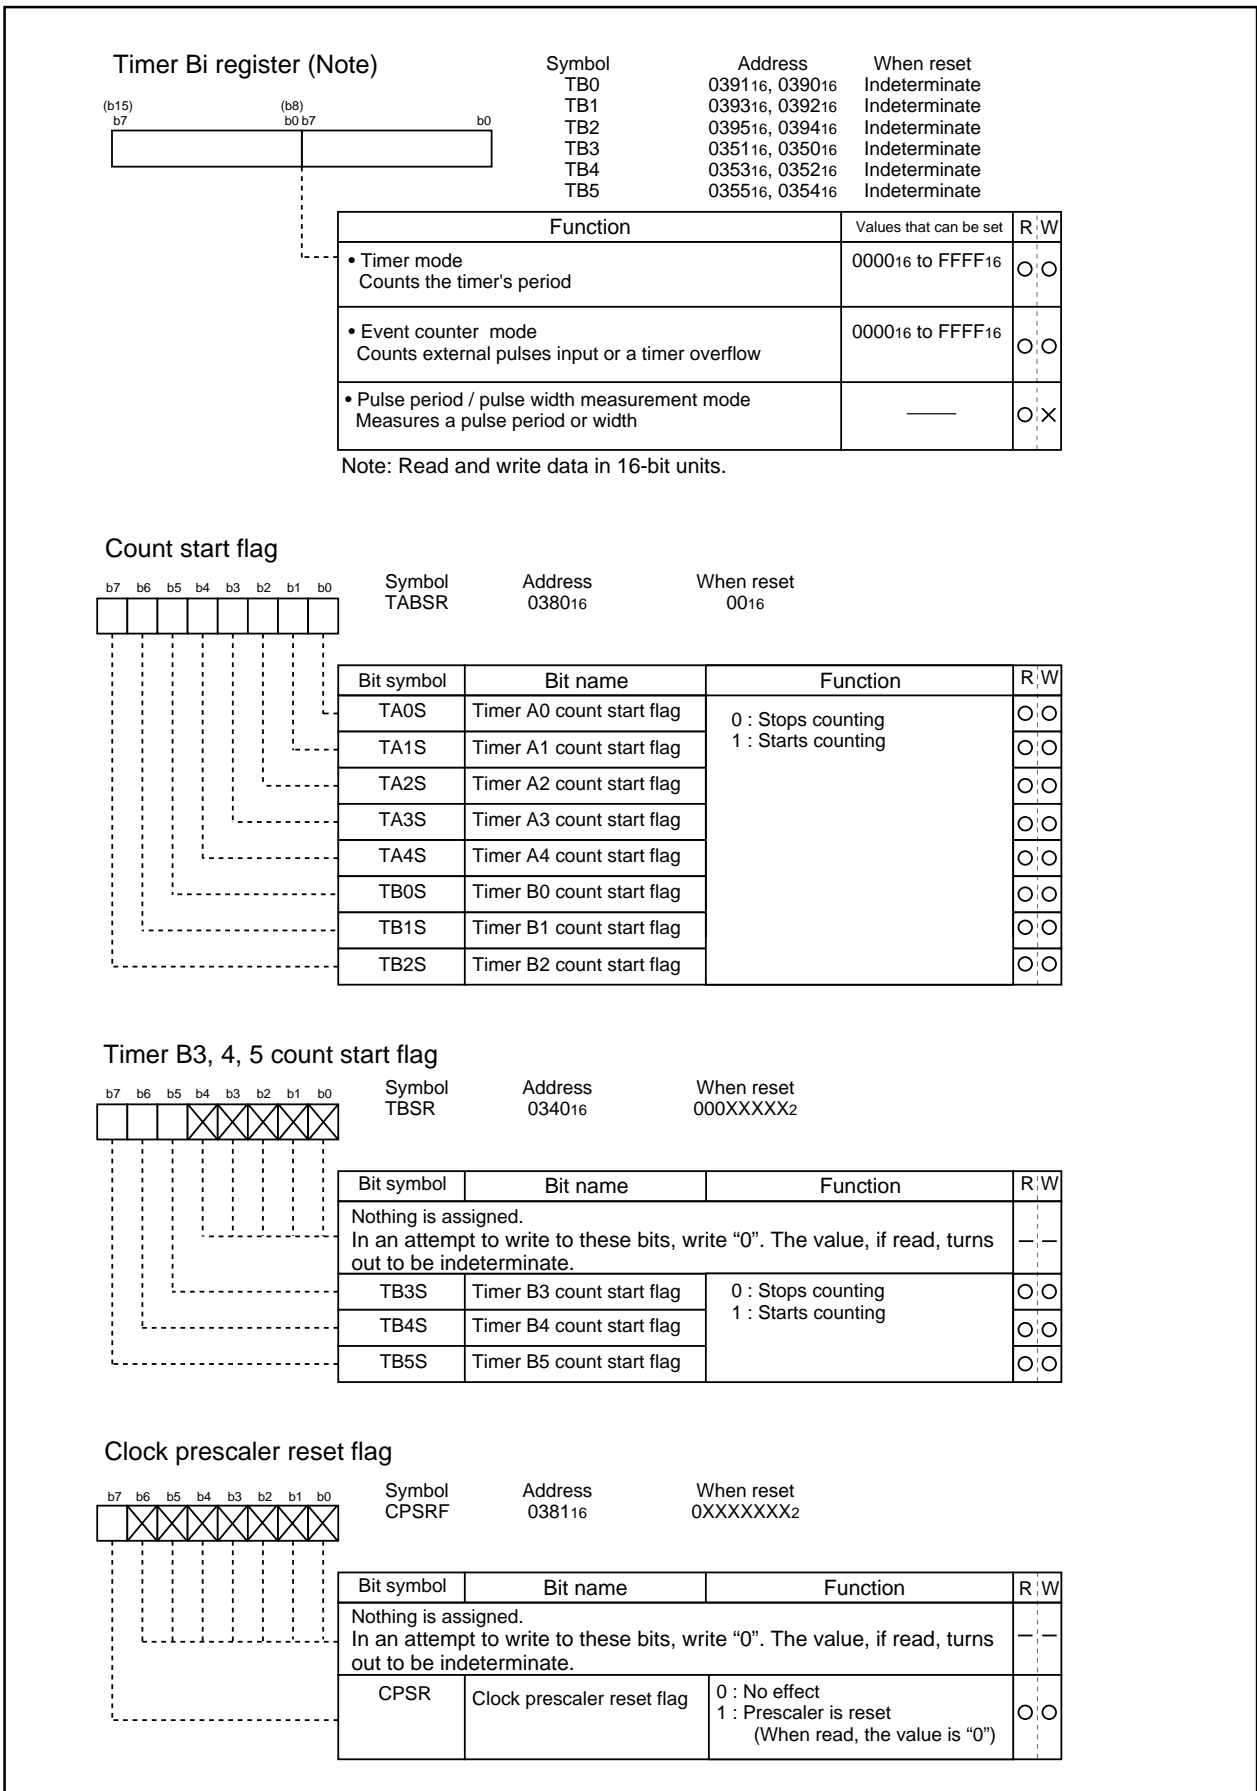 Timer Bi register (Note)
Symbol Address When reset
TB0 039116, 039016 Indeterminate
TB1 039316, 039216 Indeterminate
TB2 039516, 039416 Indeterminate
TB3 035116, 035016 Indeterminate
TB4 035316, 035216 Indeterminate
TB5 035516, 035416 Indeterminate
(b15) (b8)
b7 b0 b7 b0
Function Values that can be set R W
• Timer mode 000016 to FFFF16
Counts the timer's period
• Event counter mode 000016 to FFFF16
Counts external pulses input or a timer overflow
• Pulse period / pulse width measurement mode
Measures a pulse period or width
Note: Read and write data in 16-bit units.
Count start flag
b7 b6 b5 b4 b3 b2 b1 b0
Symbol Address When reset
TABSR 038016 0016
Bit symbol Bit name Function R W
TA0S Timer A0 count start flag 0 : Stops counting
TA1S Timer A1 count start flag 1 : Starts counting
TA2S Timer A2 count start flag
TA3S Timer A3 count start flag
TA4S Timer A4 count start flag
TB0S Timer B0 count start flag
TB1S Timer B1 count start flag
TB2S Timer B2 count start flag
Timer B3, 4, 5 count start flag
b7 b6 b5 b4 b3 b2 b1 b0
Symbol Address When reset
TBSR 034016 000XXXXX2
Bit symbol Bit name Function R W
Nothing is assigned.
In an attempt to write to these bits, write “0”. The value, if read, turns
out to be indeterminate.
TB3S Timer B3 count start flag 0 : Stops counting
TB4S Timer B4 count start flag 1 : Starts counting
TB5S Timer B5 count start flag
Clock prescaler reset flag
b7 b6 b5 b4 b3 b2 b1 b0
Symbol Address When reset
CPSRF 038116 0XXXXXXX2
Bit symbol Bit name Function R W
Nothing is assigned.
In an attempt to write to these bits, write “0”. The value, if read, turns
out to be indeterminate.
CPSR Clock prescaler reset flag 0 : No effect
1 : Prescaler is reset
(When read, the value is “0”)